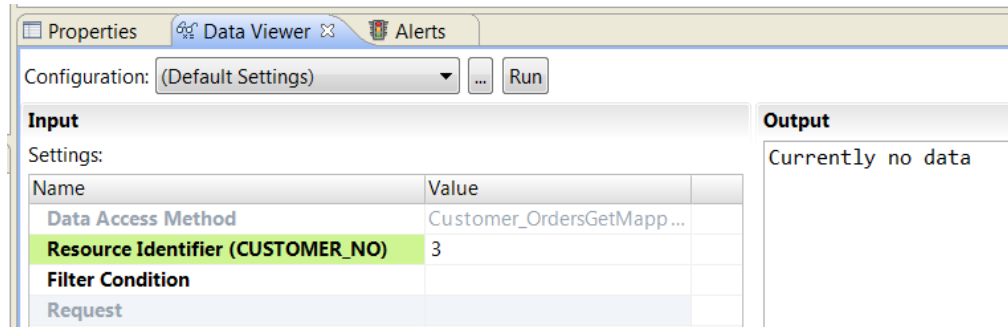 Properties Data Viewer Alerts
Configuration: (Default Settings) ... Run
Input
Output
Settings:
Currently no data
Name Value
Data Access Method Customer_OrdersGetMapp...
Resource Identifier (CUSTOMER_NO) 3
Filter Condition
Request